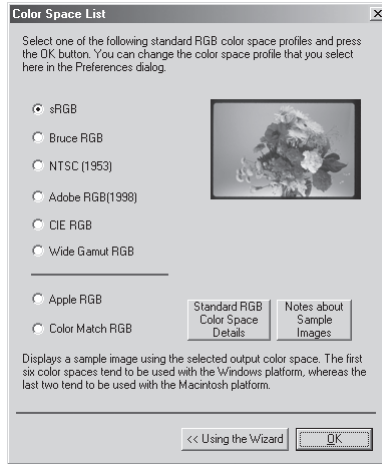 Color Space List
Select one of the following standard RGB color space profiles and press
the OK button. You can change the color space profile that you select
here in the Preferences dialog.
sRGB
Bruce RGB
NTSC (1953)
Adobe RGB(1998)
CIE RGB
Wide Gamut RGB
Apple RGB
Color Match RGB
Standard RGB
Color Space
Details
Notes about
Sample
Images
Displays a sample image using the selected output color space. The first
six color spaces tend to be used with the Windows platform, whereas the
last two tend to be used with the Macintosh platform.
<< Using the Wizard
OK